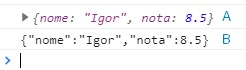 ▶ {nome: "Igor", nota: 8.5} A
{"nome":"Igor","nota":8.5} B
>